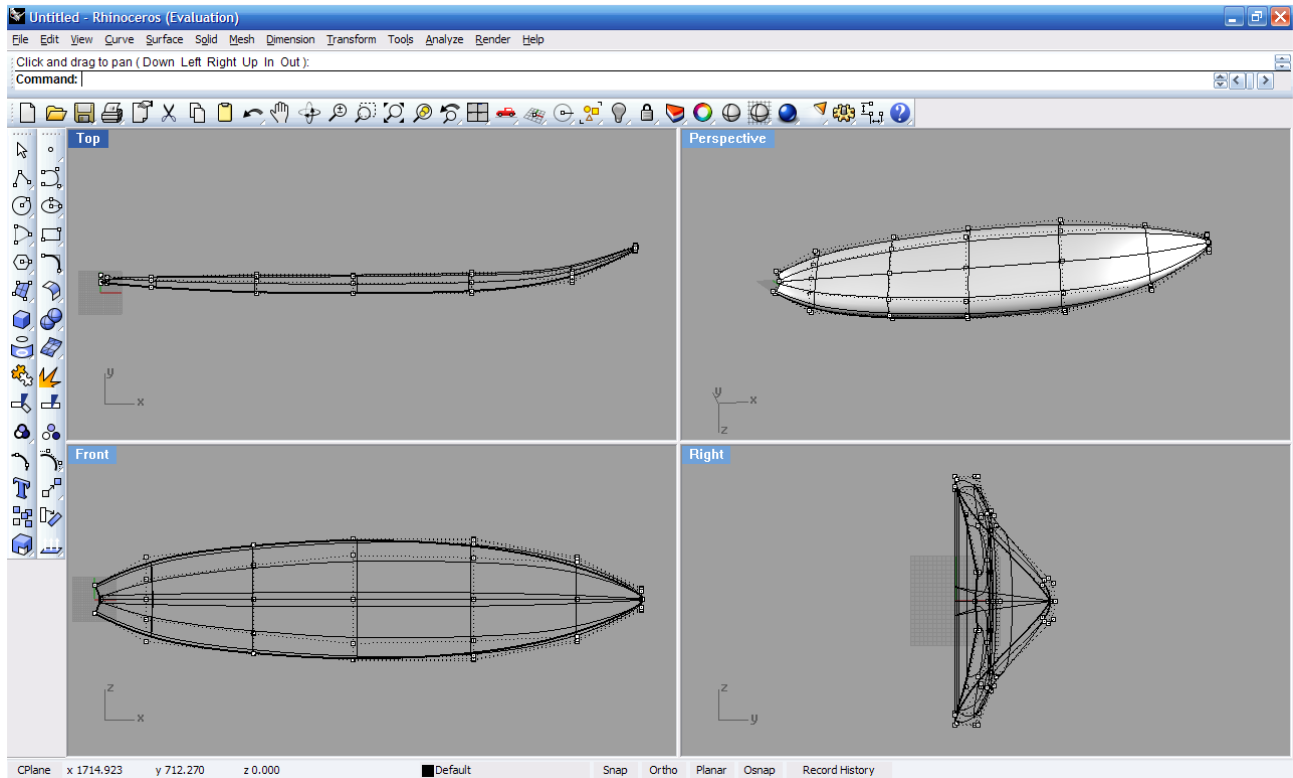 Untitled - Rhinoceros (Evaluation)
File Edit View Curve Surface Solid Mesh Dimension Transform Tools Analyze Render Help
Click and drag to pan ( Down Left Right Up In Out ):
Command:
Top
Perspective
y
x
y
x
z
Front
Right
z
x
z
y
CPlane x 1714.923 y 712.270 z 0.000 Default Snap Ortho Planar Osnap Record History